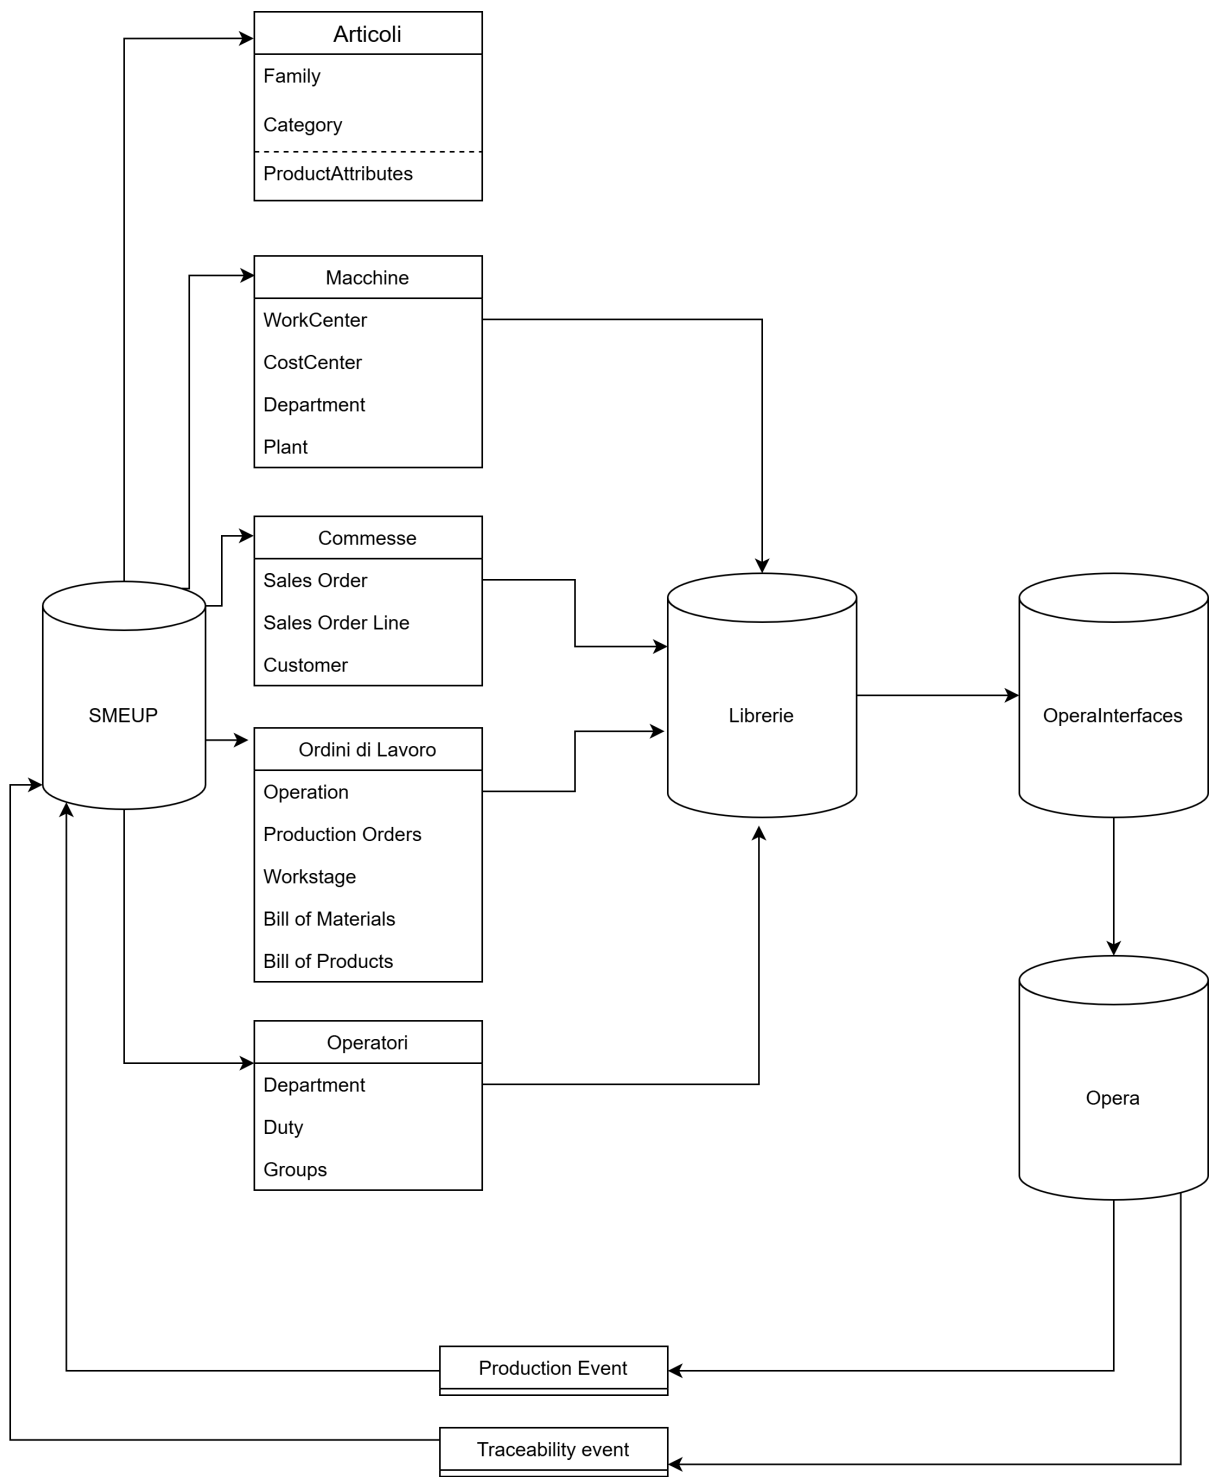 Articoli
Family
Category
ProductAttributes
Macchine
WorkCenter
CostCenter
Department
Plant
Commesse
Sales Order
Sales Order Line
Customer
SMEUP
Librerie
OperaInterfaces
Ordini di Lavoro
Operation
Production Orders
Workstage
Bill of Materials
Bill of Products
Operatori
Department
Duty
Groups
Opera
Production Event
Traceability event